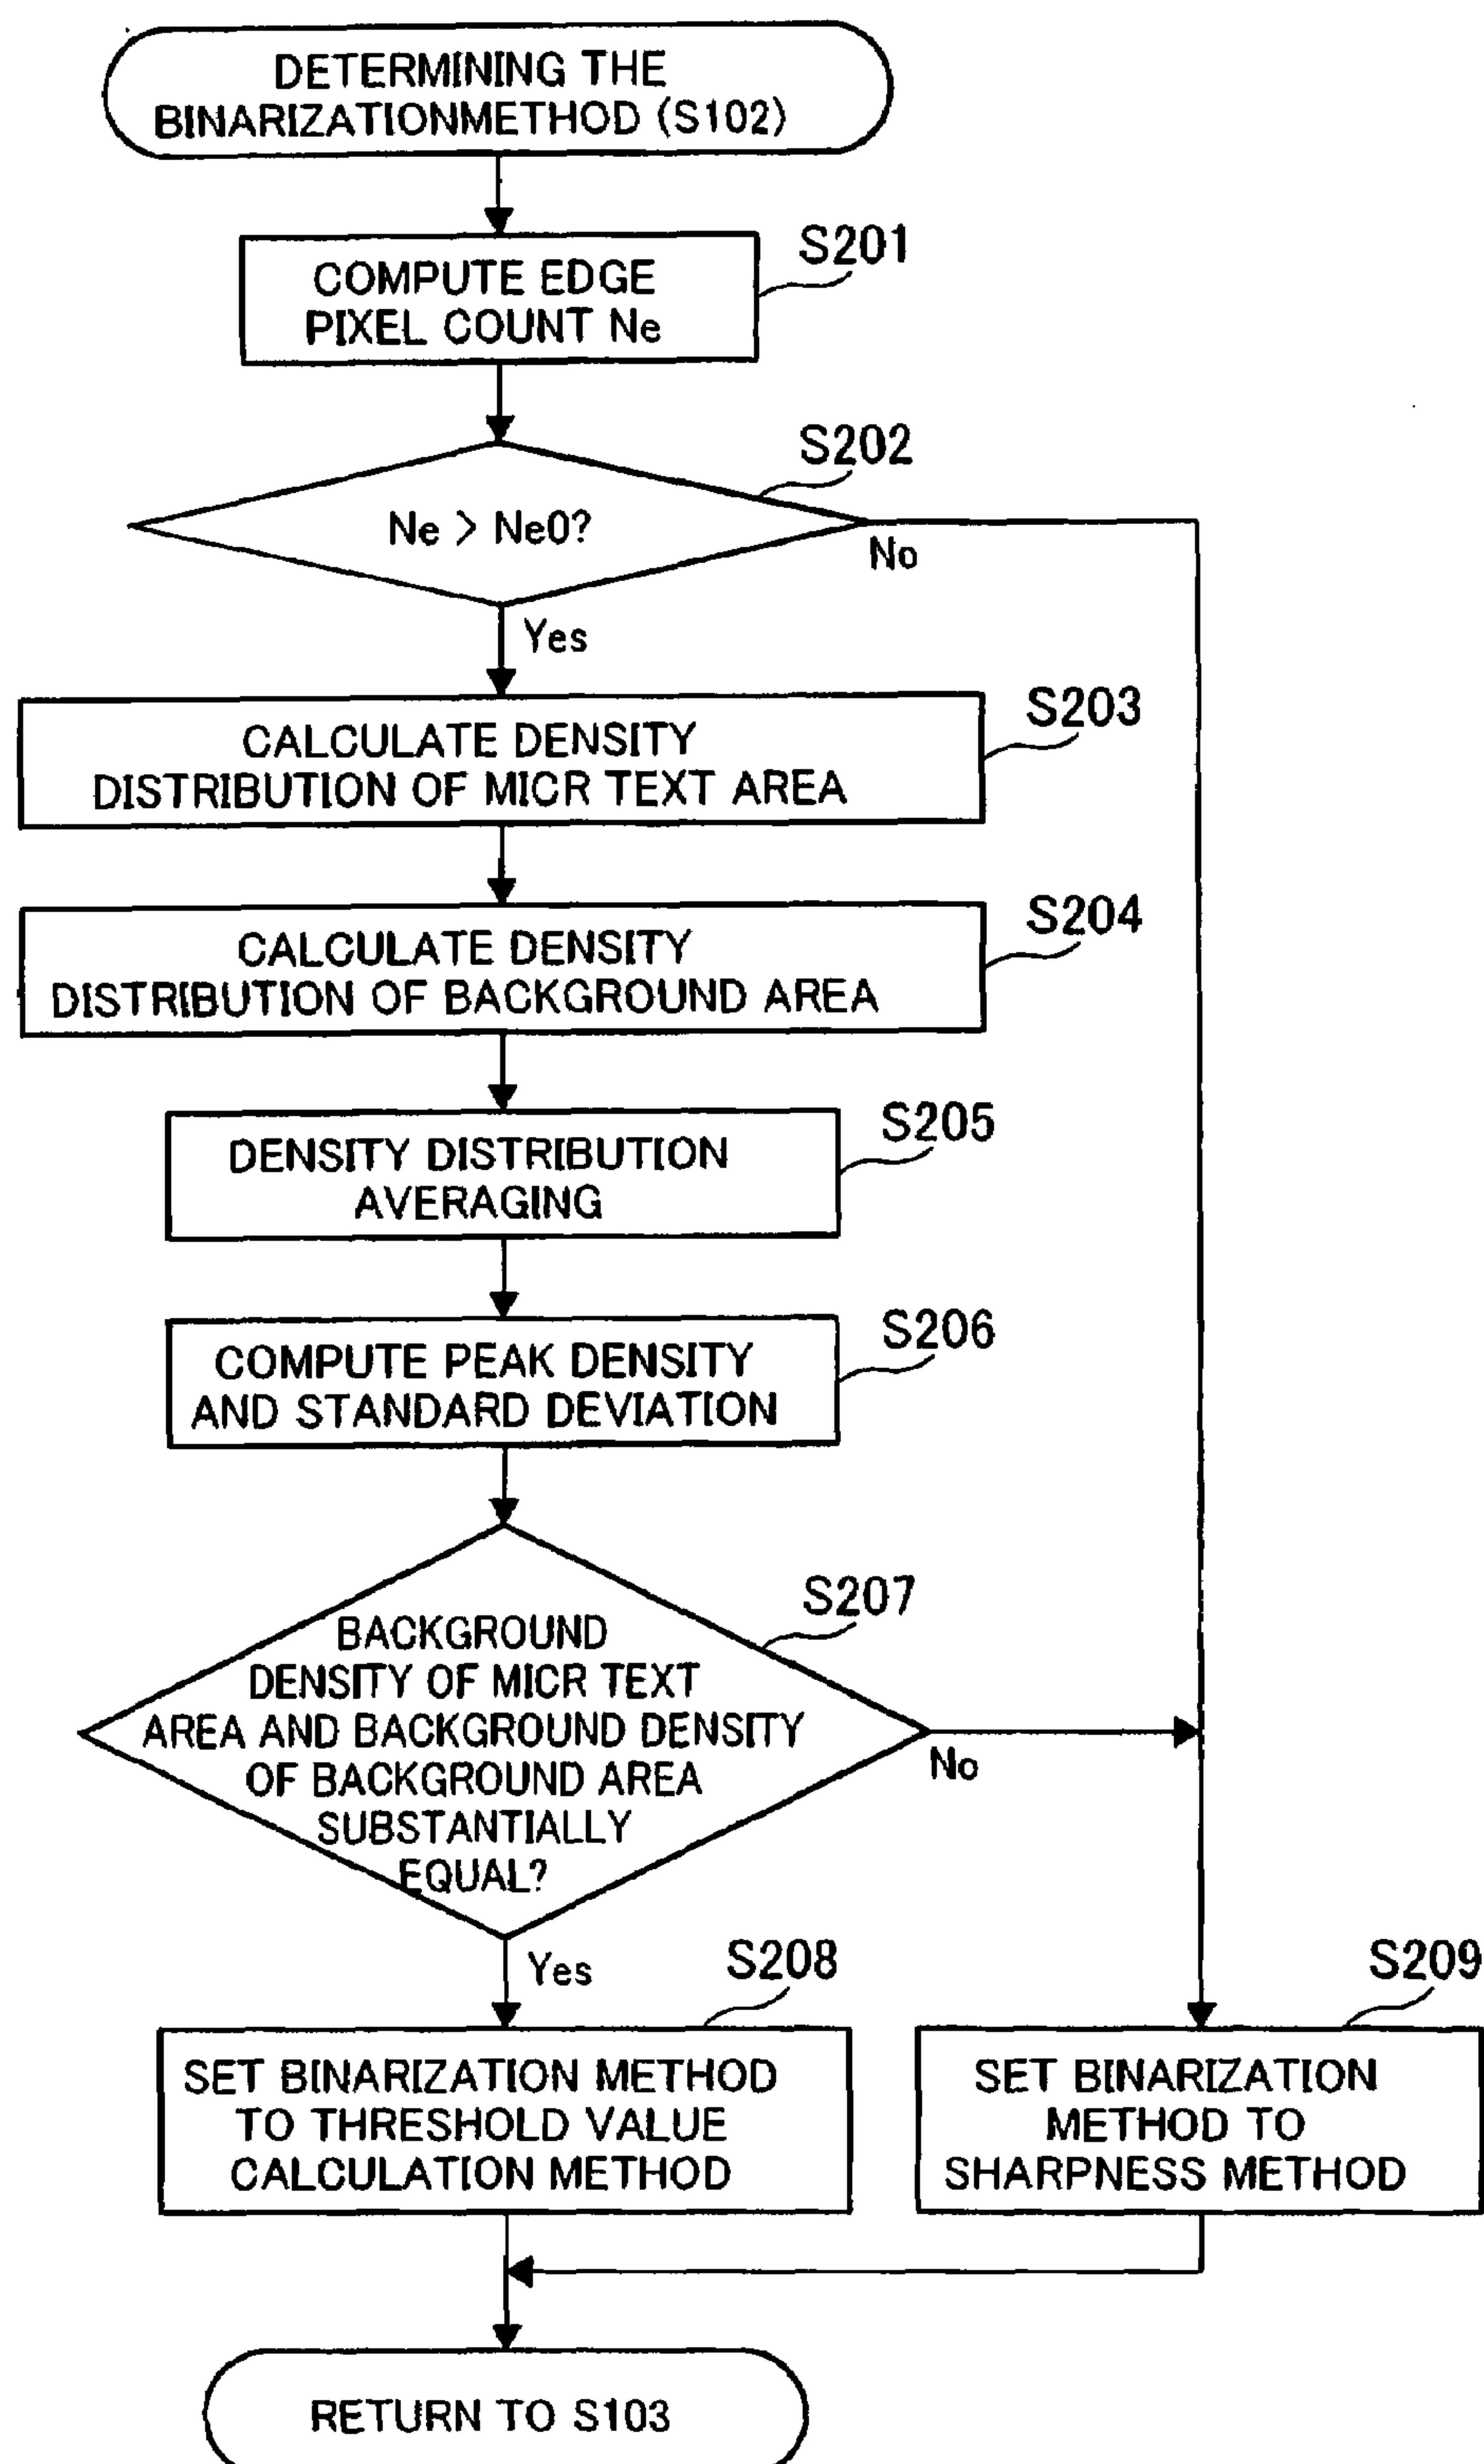 DETERMINING THE
BINARIZATIONMETHOD (S102)
S201
COMPUTE EDGE
PIXEL COUNT Ne
S202
Ne > Ne0?
No
Yes
S203
CALCULATE DENSITY
DISTRIBUTION OF MICR TEXT AREA
S204
CALCULATE DENSITY
DISTRIBUTION OF BACKGROUND AREA
S205
DENSITY DISTRIBUTION
AVERAGING
S206
COMPUTE PEAK DENSITY
AND STANDARD DEVIATION
S207
BACKGROUND
DENSITY OF MICR TEXT
AREA AND BACKGROUND DENSITY
OF BACKGROUND AREA
SUBSTANTIALLY
EQUAL?
No
Yes
S208
SET BINARIZATION METHOD
TO THRESHOLD VALUE
CALCULATION METHOD
S209
SET BINARIZATION
METHOD TO
SHARPNESS METHOD
RETURN TO S103